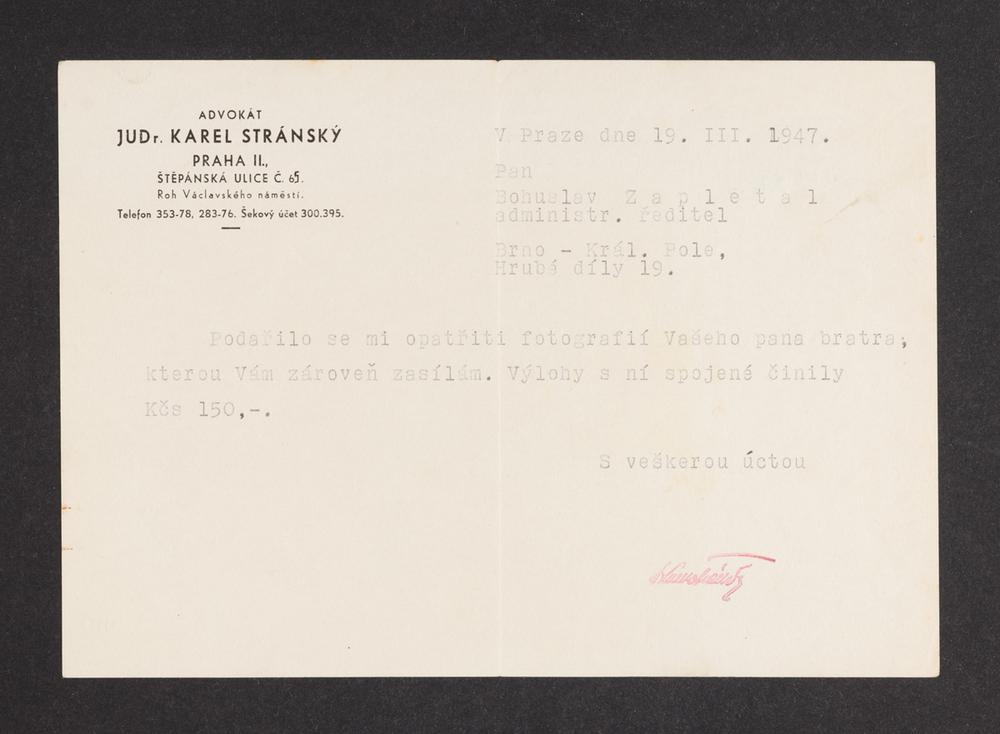 ADVOKÁT
JUDr. KAREL STRÁNSKÝ
PRAHA II.,
ŠTĚPÁNSKÁ ULICE Č. 65.
Roh Václavského náměstí.
Telefon 353-78, 283-76. Šekový účet 300.395.
V Praze dne 19. III. 1947.
Pan
Bohuslav Z a p l e t a l
administr. ředitel
Brno - Král. Pole,
Hrubé díly 19.
Podařilo se mi opatřiti fotografií Vašeho pana bratra,
kterou Vám zároveň zasílám. Výlohy s ní spojené činily
Kčs 150,-.
S veškerou úctou